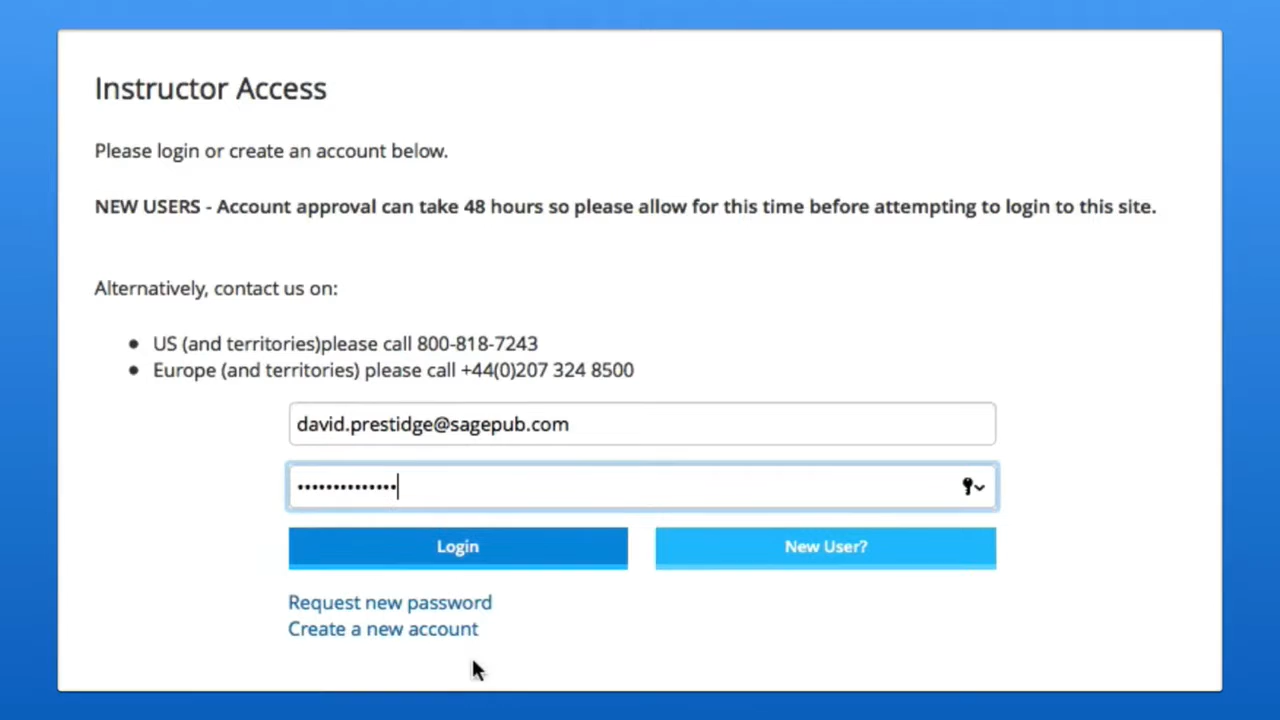 Instructor Access
Please login or create an account below.
NEW USERS - Account approval can take 48 hours so please allow for this time before attempting to login to this site.
Alternatively, contact us on:
US (and territories)please call 800-818-7243
Europe (and territories) please call +44(0)207 324 8500
david.prestidge@sagepub.com
••••••••••••••
Login New User?
Request new password
Create a new account